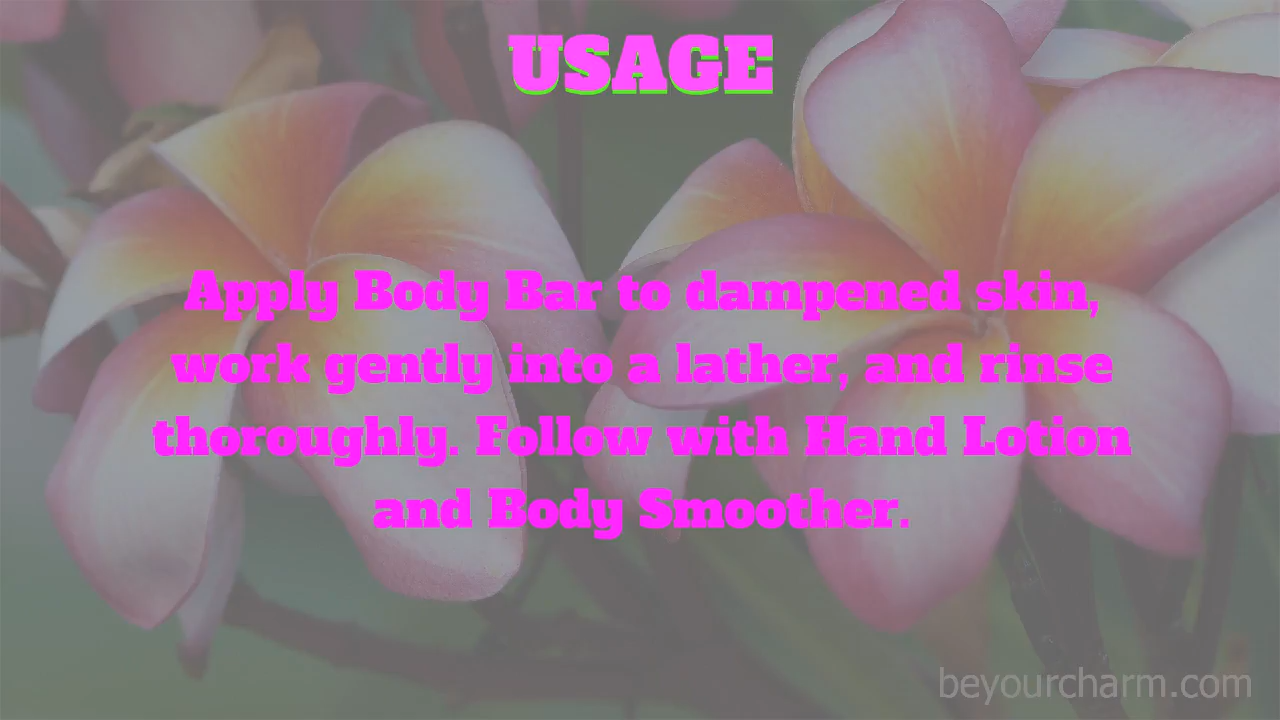 USAGE
Apply Body Bar to dampened skin,
work gently into a lather, and rinse
thoroughly. Follow with Hand Lotion
and Body Smoother.
beyourcharm.com